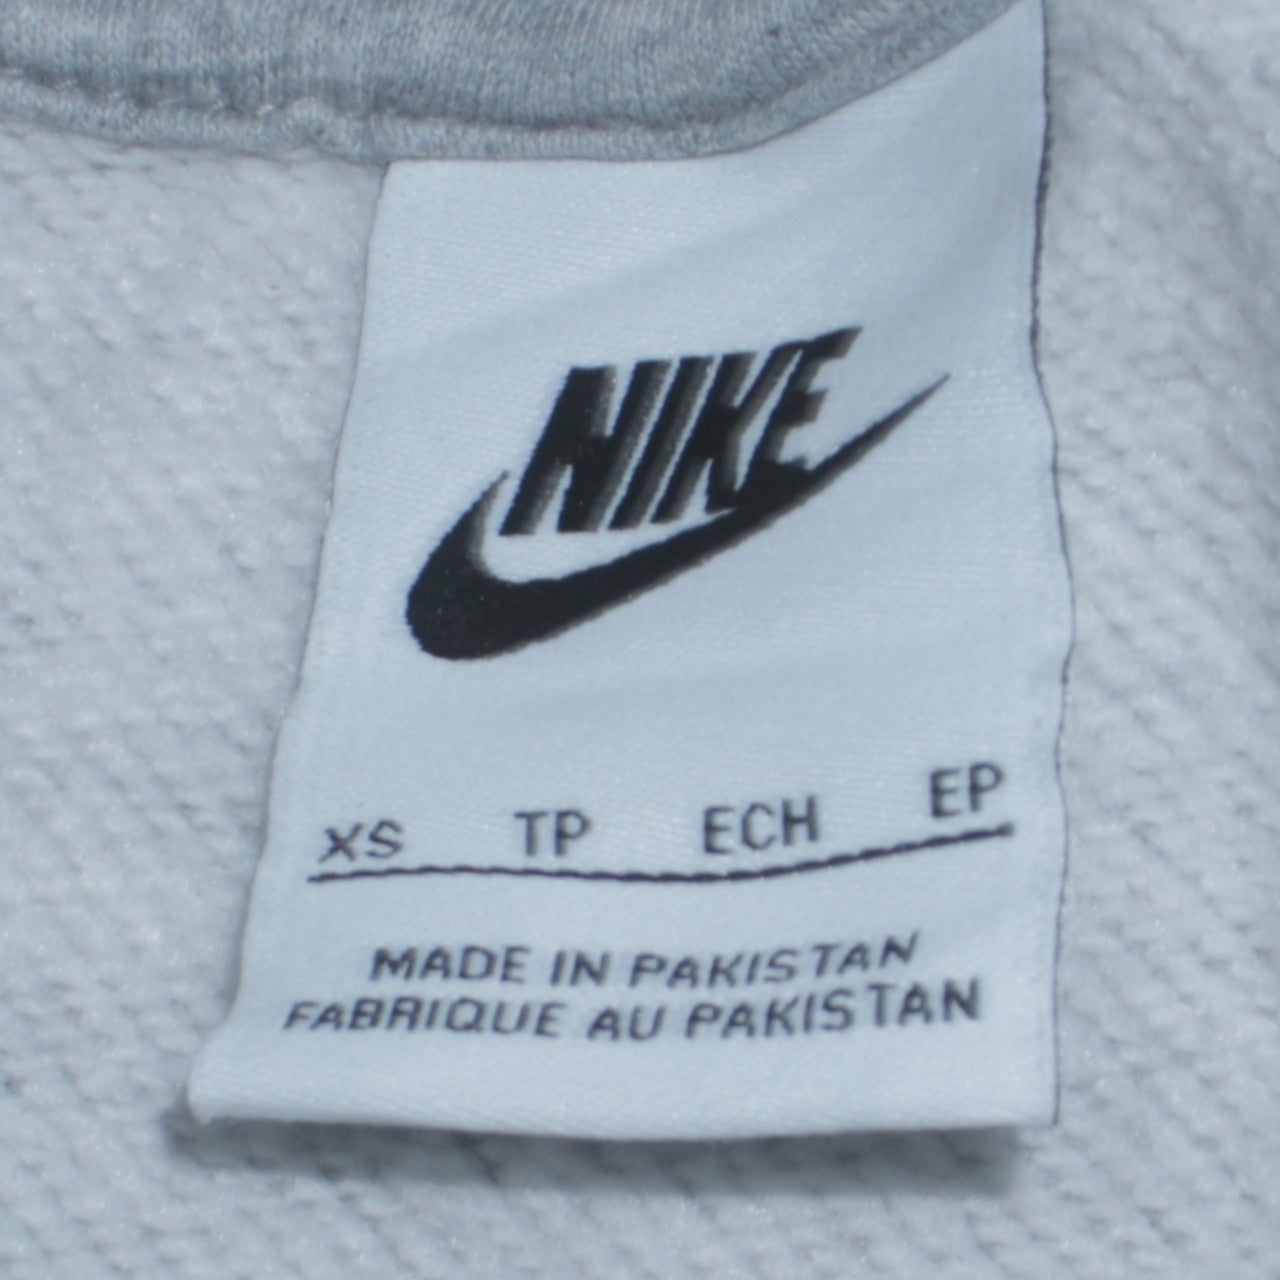 NIKE
XS TP ECH EP
MADE IN PAKISTAN
FABRIQUE AU PAKISTAN